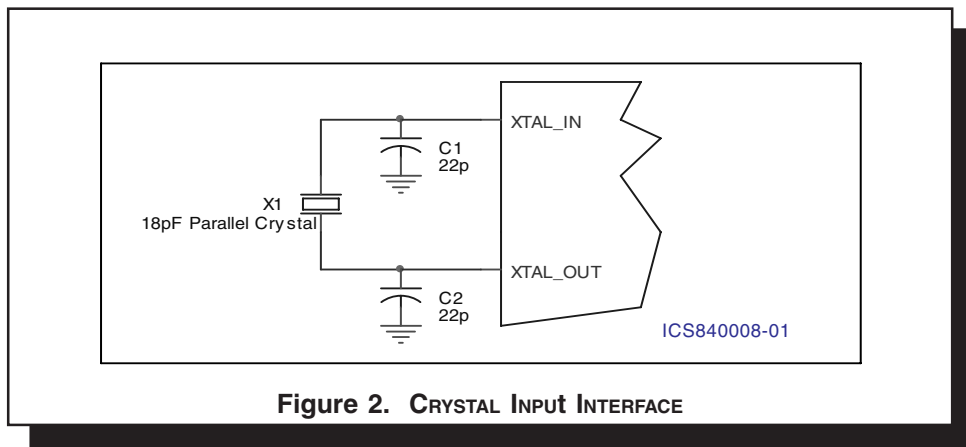 XTAL_IN
C1
22p
X1
18pF Parallel Crystal
XTAL_OUT
C2
22p
ICS840008-01
Figure 2. CRYSTAL INPUT INTERFACE